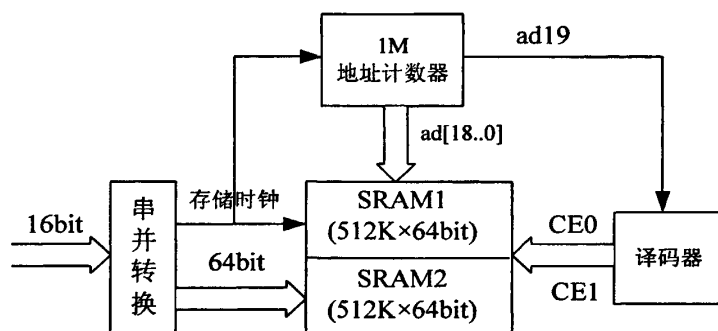 1M
地址计数器
ad19
ad[18..0]
16bit
串并转换
存储时钟
64bit
SRAM1
(512K×64bit)
SRAM2
(512K×64bit)
CE0
CE1
译码器